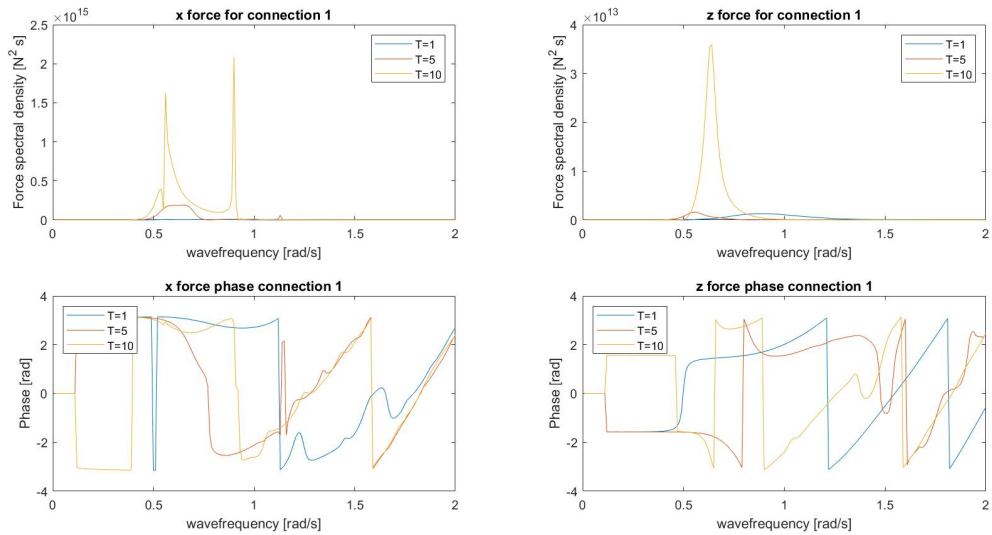 x force for connection 1
×10^15
2.5
2
1.5
1
0.5
0
Force spectral density [N^2 s]
T=1
T=5
T=10
0 0.5 1 1.5 2
wavefrequency [rad/s]
z force for connection 1
×10^13
4
3
2
1
0
Force spectral density [N^2 s]
T=1
T=5
T=10
0 0.5 1 1.5 2
wavefrequency [rad/s]
x force phase connection 1
4
2
0
-2
-4
Phase [rad]
T=1
T=5
T=10
0 0.5 1 1.5 2
wavefrequency [rad/s]
z force phase connection 1
4
2
0
-2
-4
Phase [rad]
T=1
T=5
T=10
0 0.5 1 1.5 2
wavefrequency [rad/s]